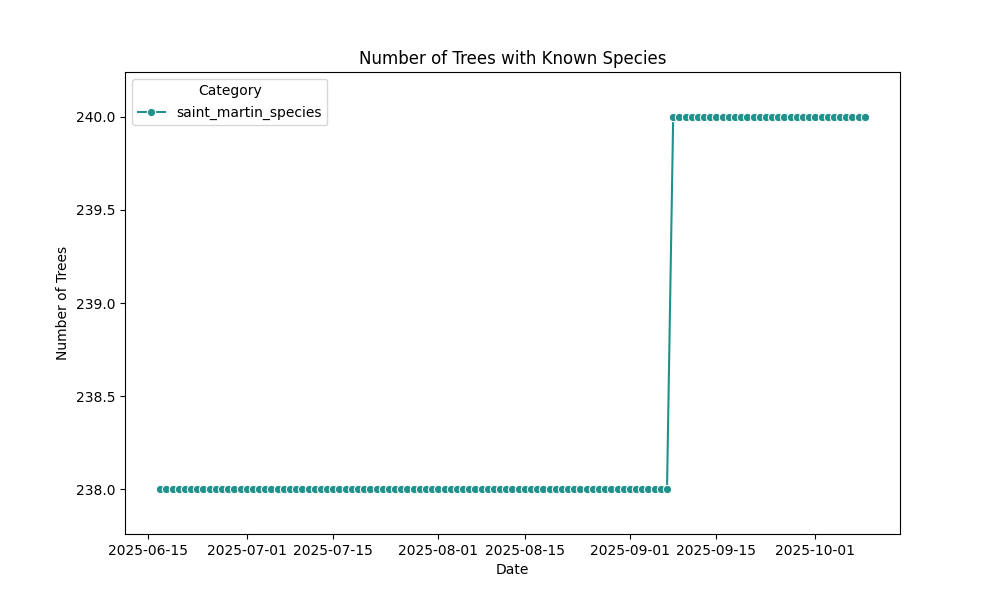 Number of Trees with Known Species
Category
saint_martin_species
240.0
239.5
239.0
238.5
238.0
Number of Trees
2025-06-15 2025-07-01 2025-07-15 2025-08-01 2025-08-15 2025-09-01 2025-09-15 2025-10-01
Date